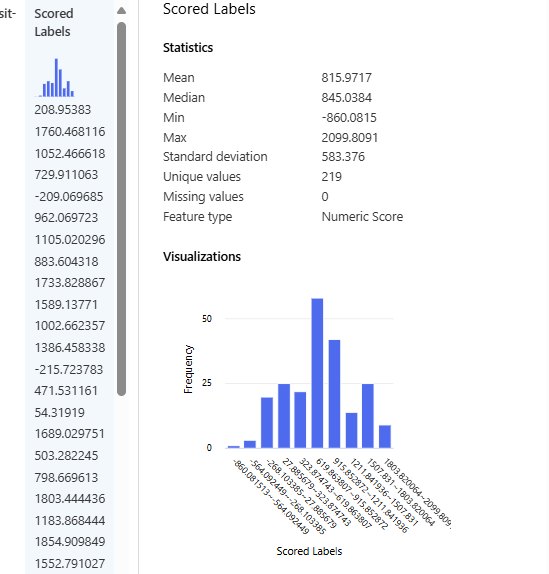 sit-
Scored
Labels
208.95383
1760.468116
1052.466618
729.911063
-209.069685
962.069723
1105.020296
883.604318
1733.828867
1589.13771
1002.662357
1386.458338
-215.723783
471.531161
54.31919
1689.029751
503.282245
798.669613
1803.444436
1183.868444
1854.909849
1552.791027
Scored Labels
Statistics
Mean 815.9717
Median 845.0384
Min -860.0815
Max 2099.8091
Standard deviation 583.376
Unique values 219
Missing values 0
Feature type Numeric Score
Visualizations
Frequency
50
25
0
-860.081513--564.092449
-564.092449--268.103385
-268.103385-27.885679
27.885679-323.874743
323.874743-619.863807
619.863807-915.852872
915.852872-1211.841936
1211.841936-1507.831
1507.831-1803.820064
1803.820064-2099.809.
Scored Labels